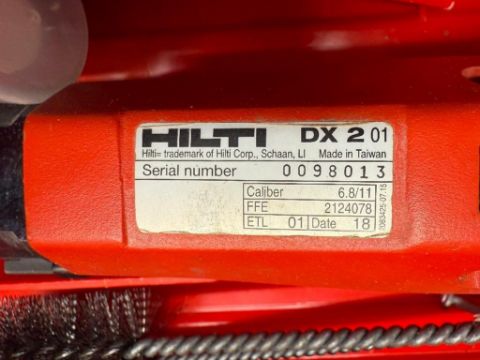 HILTI DX 2 01
Hilti= trademark of Hilti Corp., Schaan, LI Made in Taiwan
Serial number 0098013
Caliber 6.8/11
FFE 2124078
ETL 01 Date 18